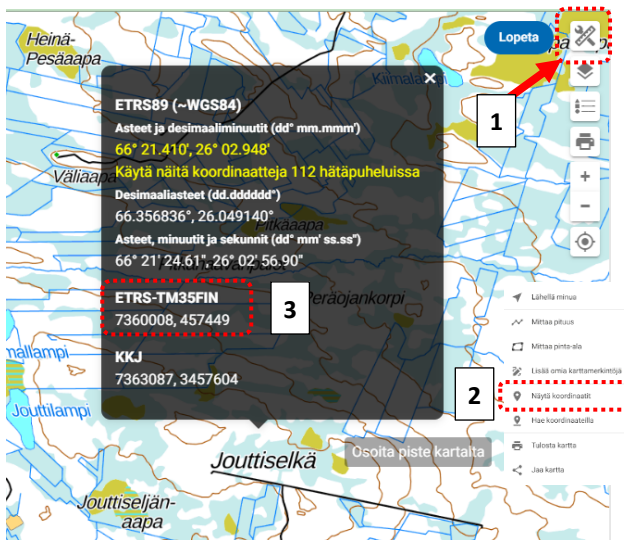 Heinä-
Pesäaapa
Lopeta
Kiimalampi
1
ETRS89 (~WGS84)
Asteet ja desimaaliminuutit (dd° mm.mmm')
66° 21.410', 26° 02.948'
Käytä näitä koordinaatteja 112 hätäpuheluissa
Desimaaliasteet (dd.dddddd°)
66.356836°, 26.049140°
Asteet, minuutit ja sekunnit (dd° mm' ss.ss")
66° 21' 24.61", 26° 02' 56.90"
ETRS-TM35FIN
7360008, 457449
KKJ
7363087, 3457604
Väliaapa
Pitkäaapa
3
Peräojankorpi
mallampi
Jouttilampi
2
Lähellä minua
Mittaa pituus
Mittaa pinta-ala
Lisää omia karttamerkintöjä
Näytä koordinaatit
Hae koordinaateilla
Tulosta kartta
Jaa kartta
Osoita piste kartalta
Jouttiselkä
Jouttiseljän-
aapa